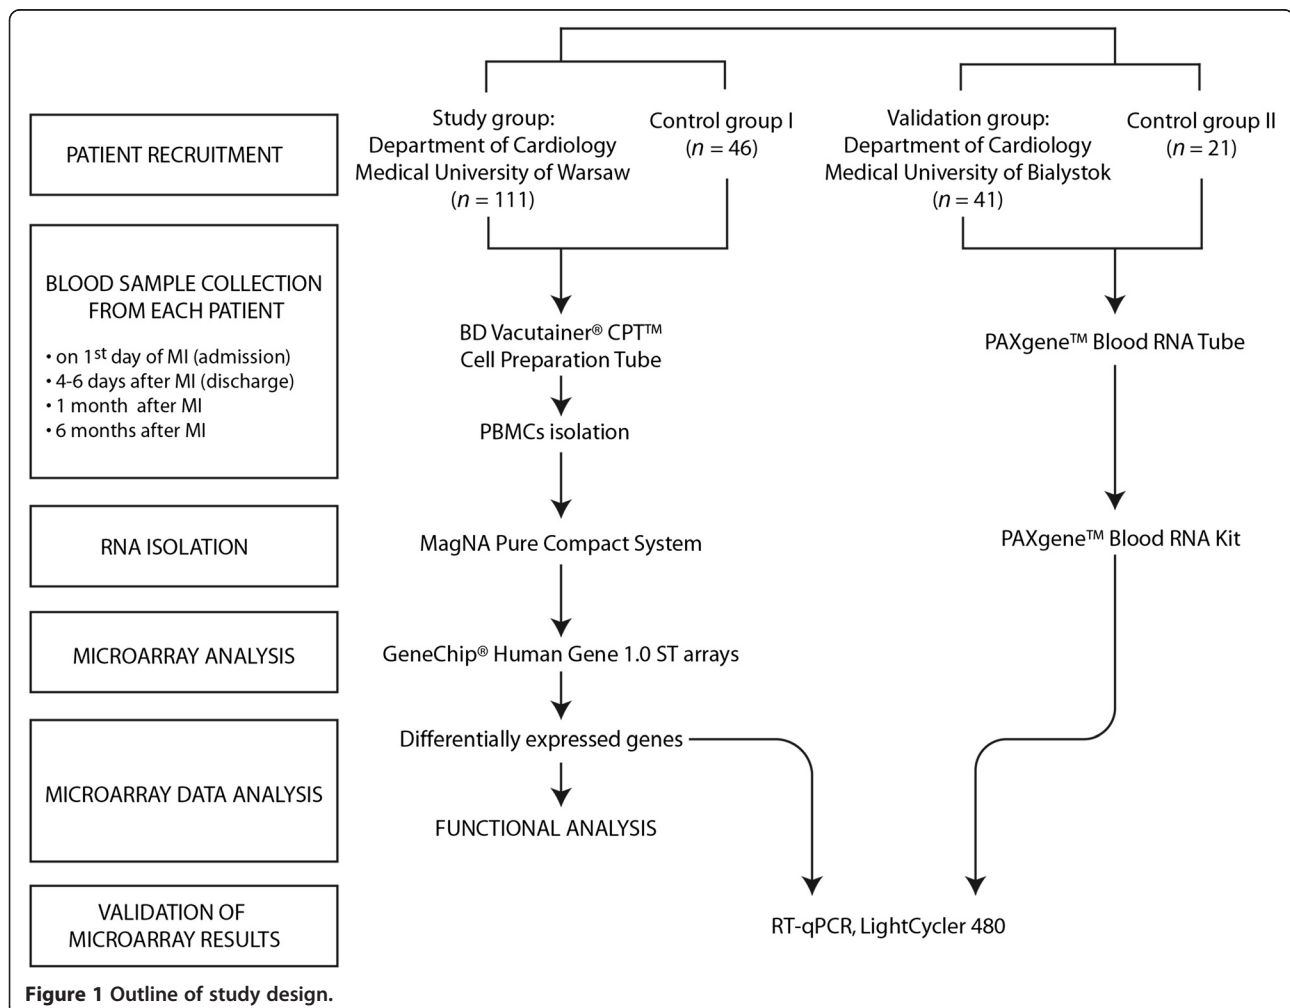 PATIENT RECRUITMENT
Study group:
Department of Cardiology
Medical University of Warsaw
(n = 111)
Control group I
(n = 46)
Validation group:
Department of Cardiology
Medical University of Bialystok
(n = 41)
Control group II
(n = 21)
BLOOD SAMPLE COLLECTION
FROM EACH PATIENT
• on 1st day of MI (admission)
• 4-6 days after MI (discharge)
• 1 month after MI
• 6 months after MI
BD Vacutainer® CPT™
Cell Preparation Tube
PBMCs isolation
PAXgene™ Blood RNA Tube
RNA ISOLATION
MagNA Pure Compact System
PAXgene™ Blood RNA Kit
MICROARRAY ANALYSIS
GeneChip® Human Gene 1.0 ST arrays
MICROARRAY DATA ANALYSIS
Differentially expressed genes
FUNCTIONAL ANALYSIS
VALIDATION OF
MICROARRAY RESULTS
RT-qPCR, LightCycler 480
Figure 1 Outline of study design.